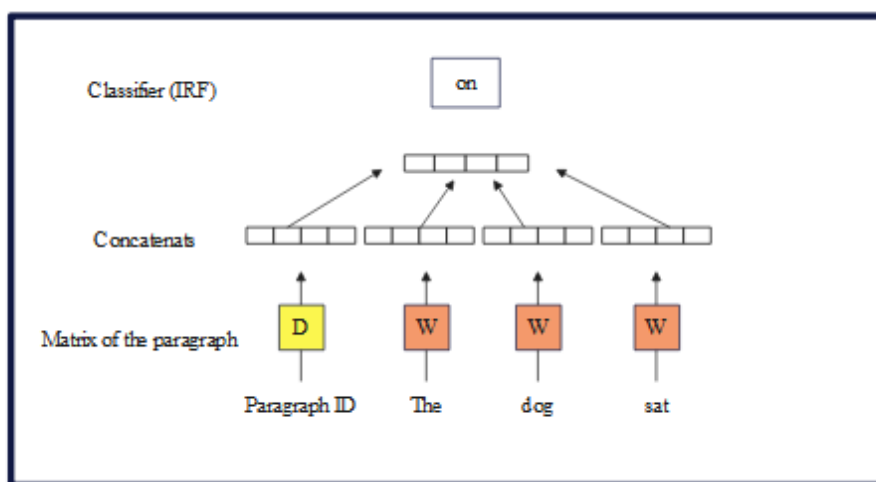 Classifier (IRF)
on
Concatenats
Matrix of the paragraph
D
W
W
W
Paragraph ID
The
dog
sat